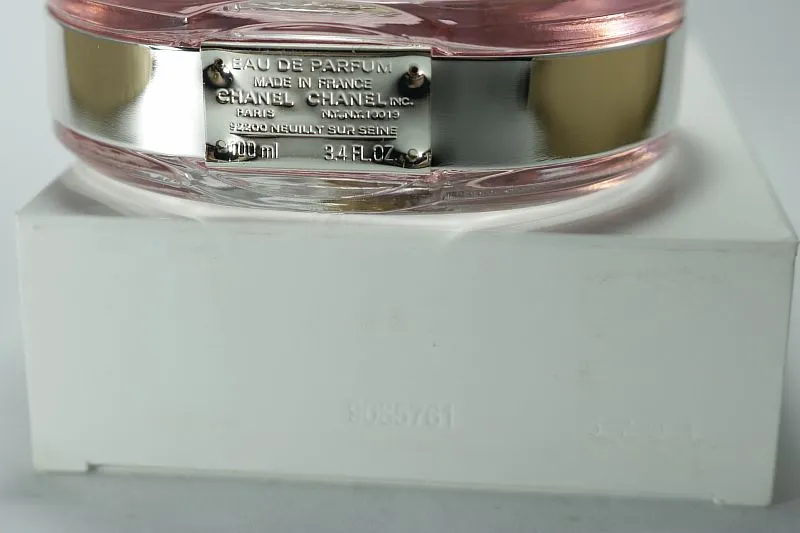 EAU DE PARFUM
MADE IN FRANCE
CHANEL CHANEL INC.
PARIS N.Y.N.Y.10019
92200 NEUILLY SUR SEINE
100 ml 3.4 FL.OZ.